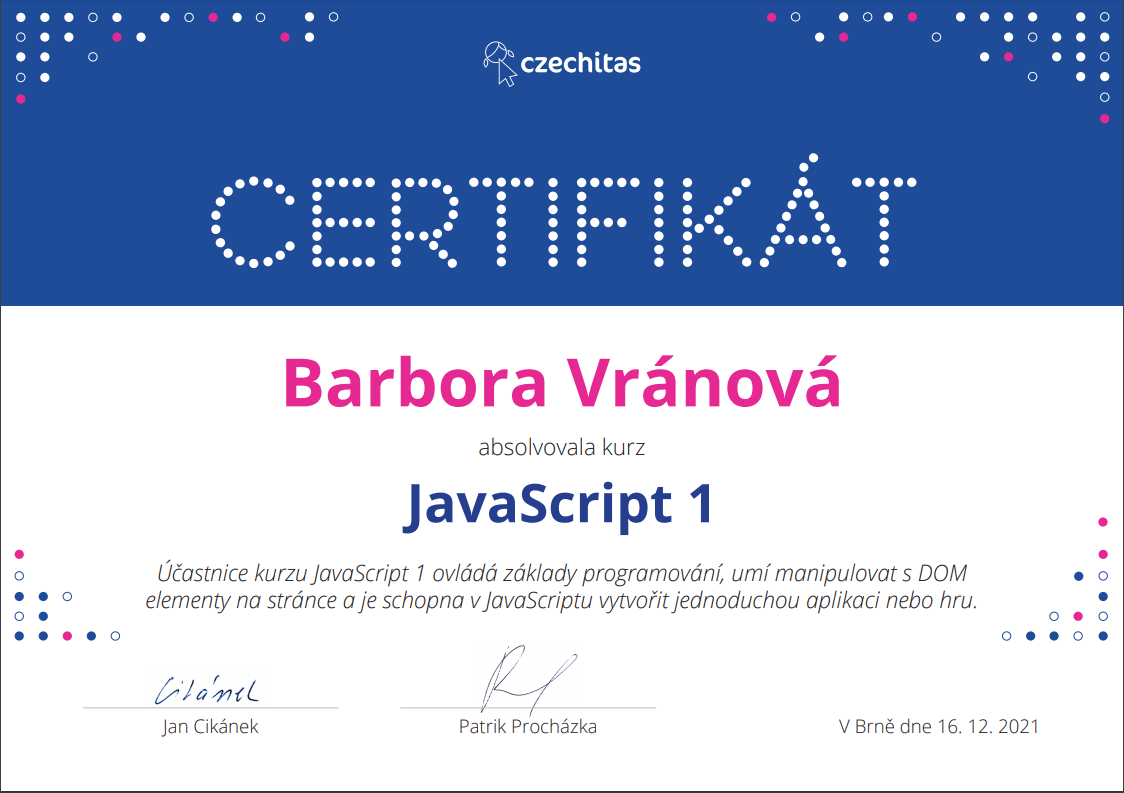 czechitas
CERTIFIKÁT
Barbora Vránová
absolvovala kurz
JavaScript 1
Účastnice kurzu JavaScript 1 ovládá základy programování, umí manipulovat s DOM
elementy na stránce a je schopna v JavaScriptu vytvořit jednoduchou aplikaci nebo hru.
Cikánek
Jan Cikánek
Patrik Procházka
V Brně dne 16. 12. 2021